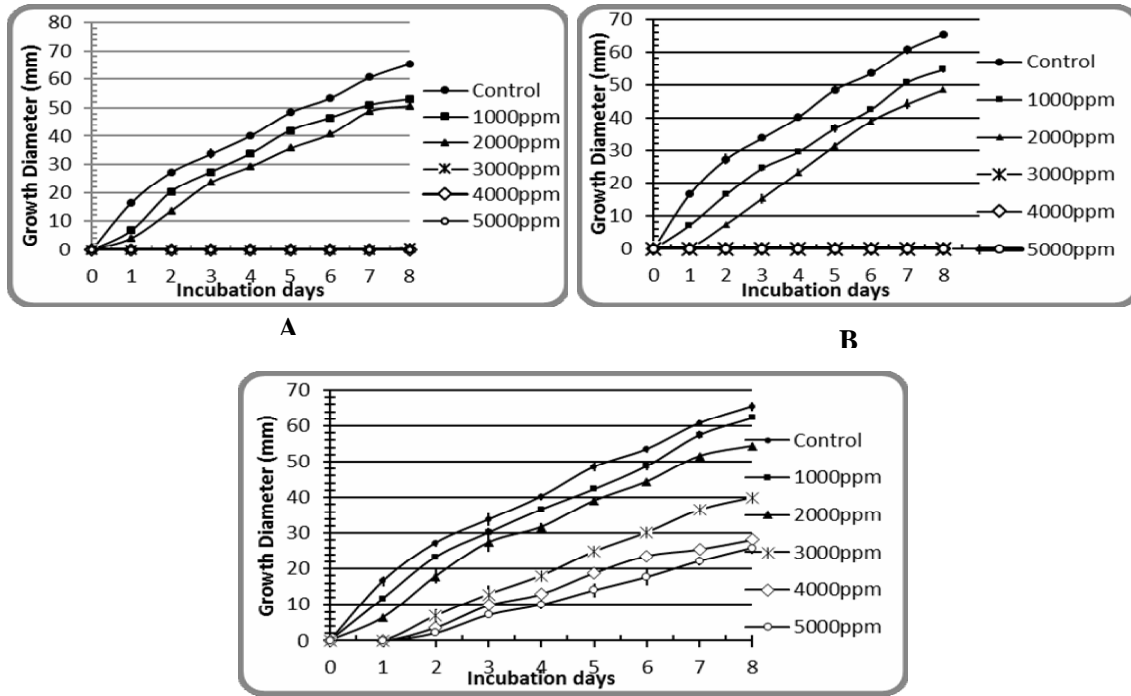 Growth Diameter (mm)
80
70
60
50
40
30
20
10
0
0 1 2 3 4 5 6 7 8
Incubation days
Control
1000ppm
2000ppm
3000ppm
4000ppm
5000ppm
A
Growth Diameter (mm)
70
60
50
40
30
20
10
0
0 1 2 3 4 5 6 7 8
Incubation days
Control
1000ppm
2000ppm
3000ppm
4000ppm
5000ppm
B
Growth Diameter (mm)
70
60
50
40
30
20
10
0
0 1 2 3 4 5 6 7 8
Incubation days
Control
1000ppm
2000ppm
3000ppm
4000ppm
5000ppm